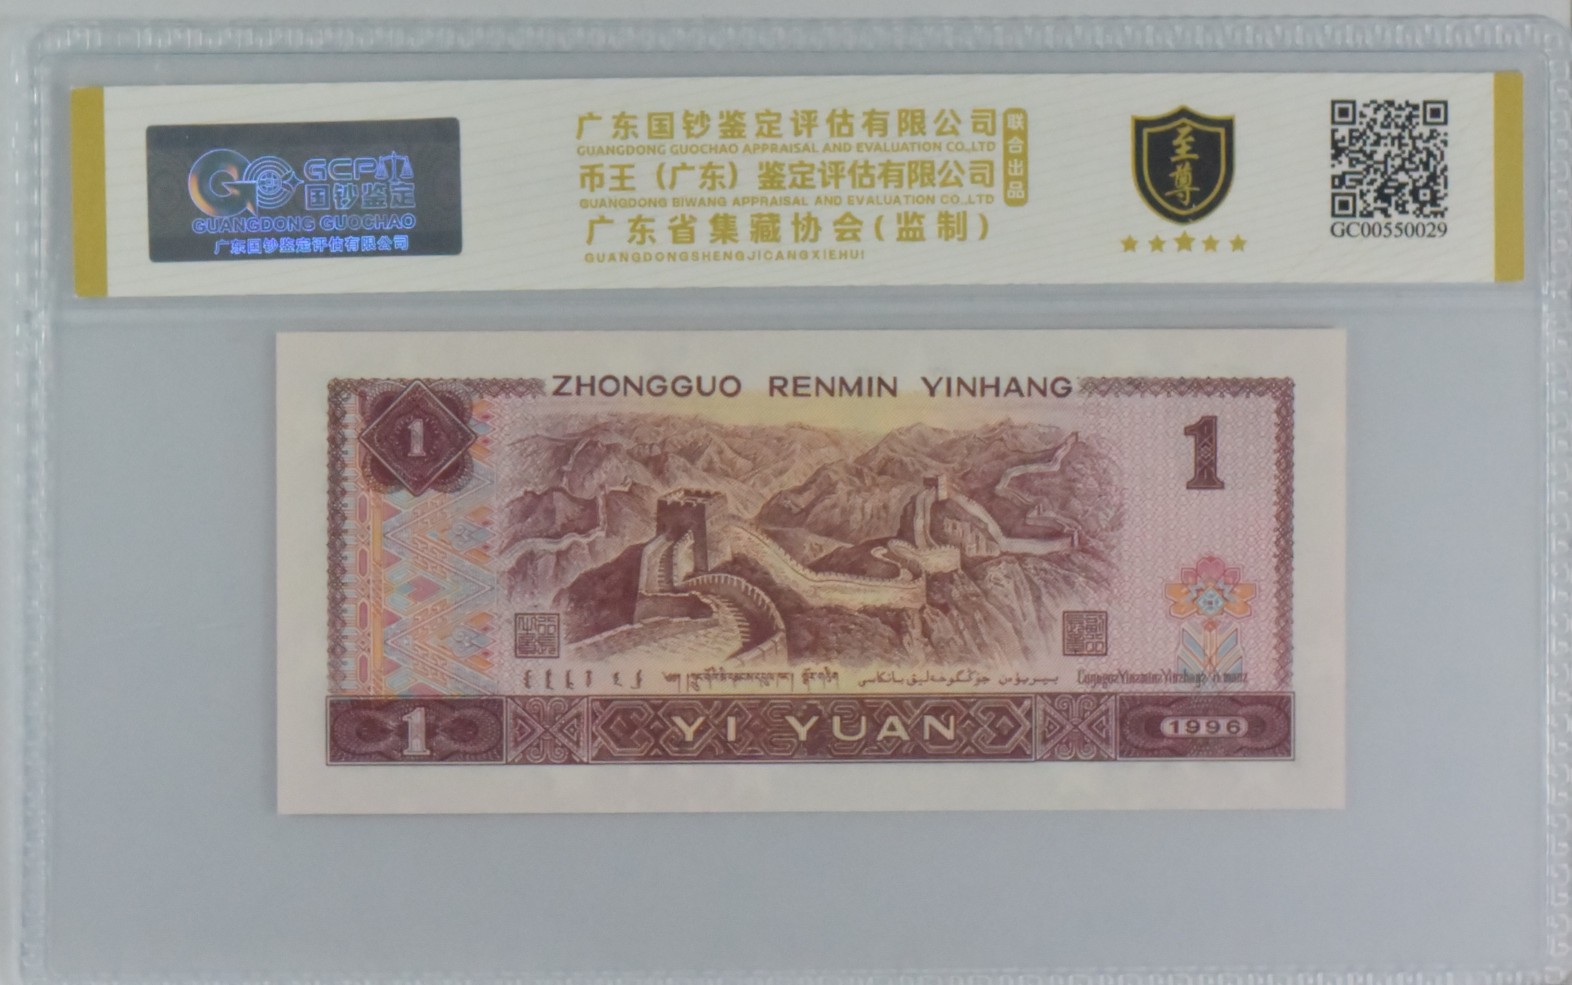 GCP
国钞鉴定
GUANGDONG GUOCHAO
广东国钞鉴定评估有限公司
广东国钞鉴定评估有限公司
GUANGDONG GUOCHAO APPRAISAL AND EVALUATION CO.,LTD
币王（广东）鉴定评估有限公司
GUANGDONG BIWANG APPRAISAL AND EVALUATION CO.,LTD
联合出品
广东省集藏协会(监制)
GUANGDONGSHENGJICANGXIEHUI
至尊
GC00550029
ZHONGGUO RENMIN YINHANG
1
1
1
YI YUAN
1996